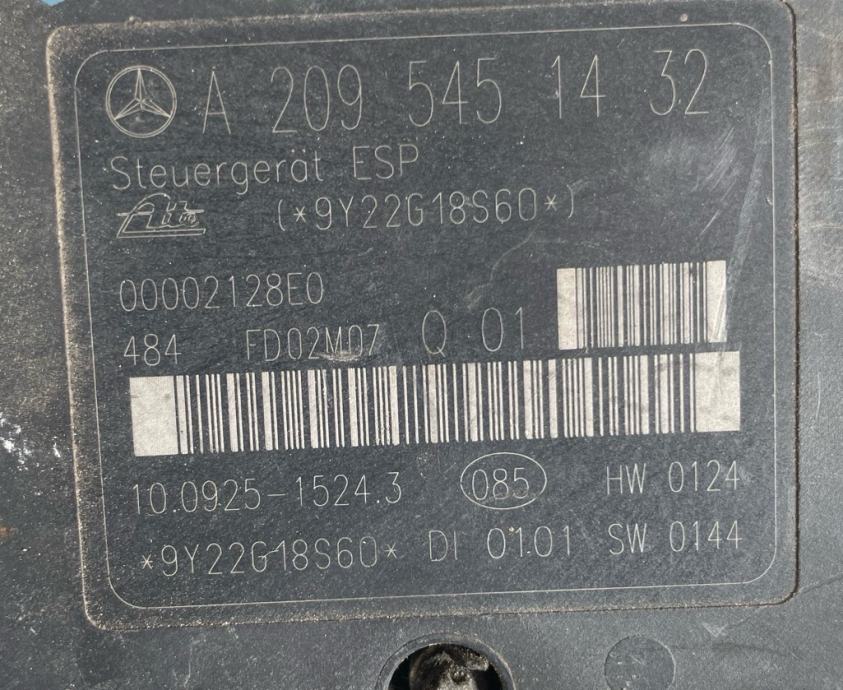 A 209 545 14 32
Steuergerät ESP
(*9Y22G18S60*)
00002128E0
484 FD02M07 Q 01
10.0925-1524.3 085 HW 0124
*9Y22G18S60* DI 01.01 SW 0144